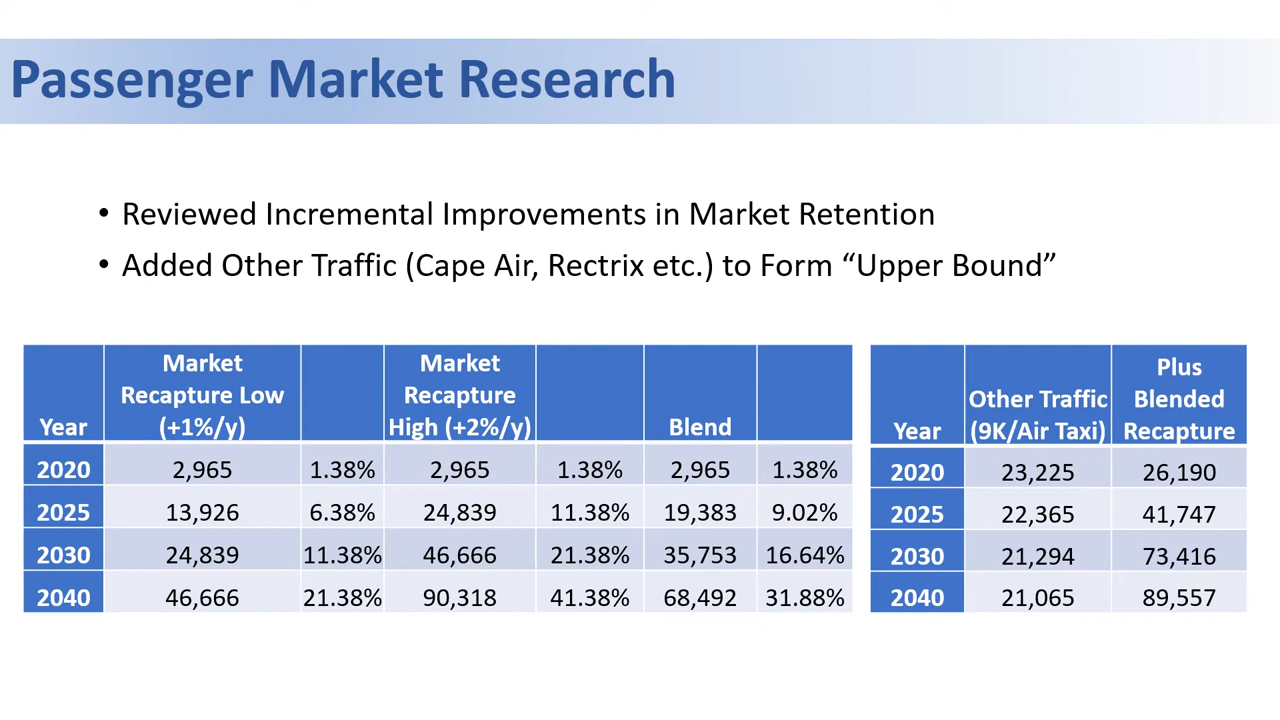 Passenger Market Research
• Reviewed Incremental Improvements in Market Retention
• Added Other Traffic (Cape Air, Rectrix etc.) to Form “Upper Bound”
Year Market Recapture Low (+1%/y) Market Recapture High (+2%/y) Blend
2020 2,965 1.38% 2,965 1.38% 2,965 1.38%
2025 13,926 6.38% 24,839 11.38% 19,383 9.02%
2030 24,839 11.38% 46,666 21.38% 35,753 16.64%
2040 46,666 21.38% 90,318 41.38% 68,492 31.88%
Year Other Traffic (9K/Air Taxi) Plus Blended Recapture
2020 23,225 26,190
2025 22,365 41,747
2030 21,294 73,416
2040 21,065 89,557